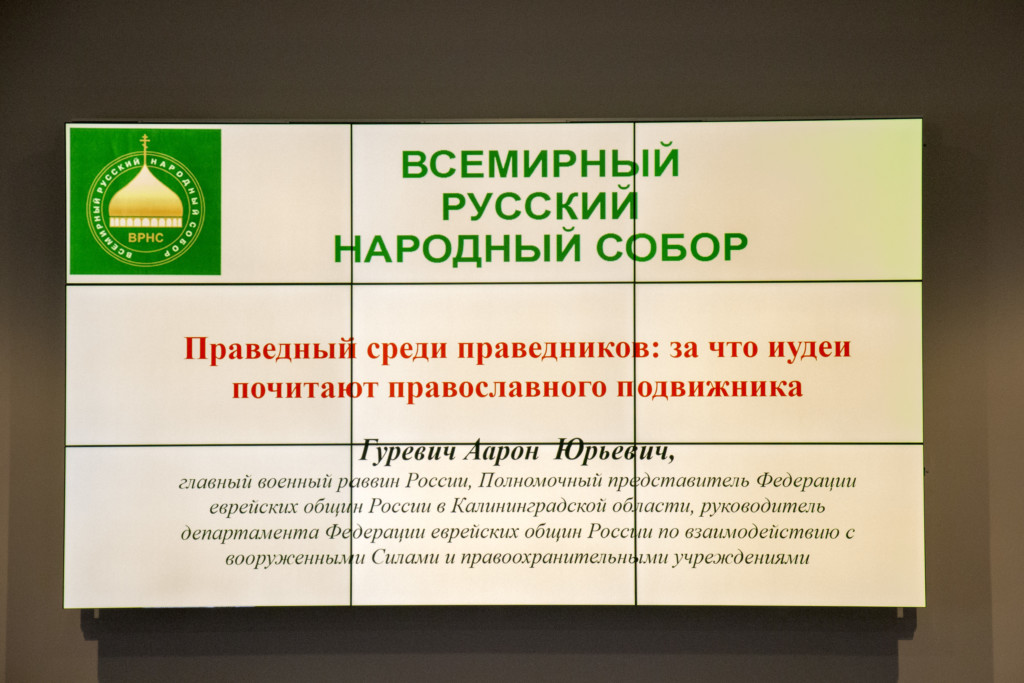 ВСЕМИРНЫЙ РУССКИЙ НАРОДНЫЙ СОБОР
ВРНС
ВСЕМИРНЫЙ
РУССКИЙ
НАРОДНЫЙ СОБОР
Праведный среди праведников: за что иудеи
почитают православного подвижника
Гуревич Аарон Юрьевич,
главный военный раввин России, Полномочный представитель Федерации
еврейских общин России в Калининградской области, руководитель
департамента Федерации еврейских общин России по взаимодействию с
вооруженными Силами и правоохранительными учреждениями